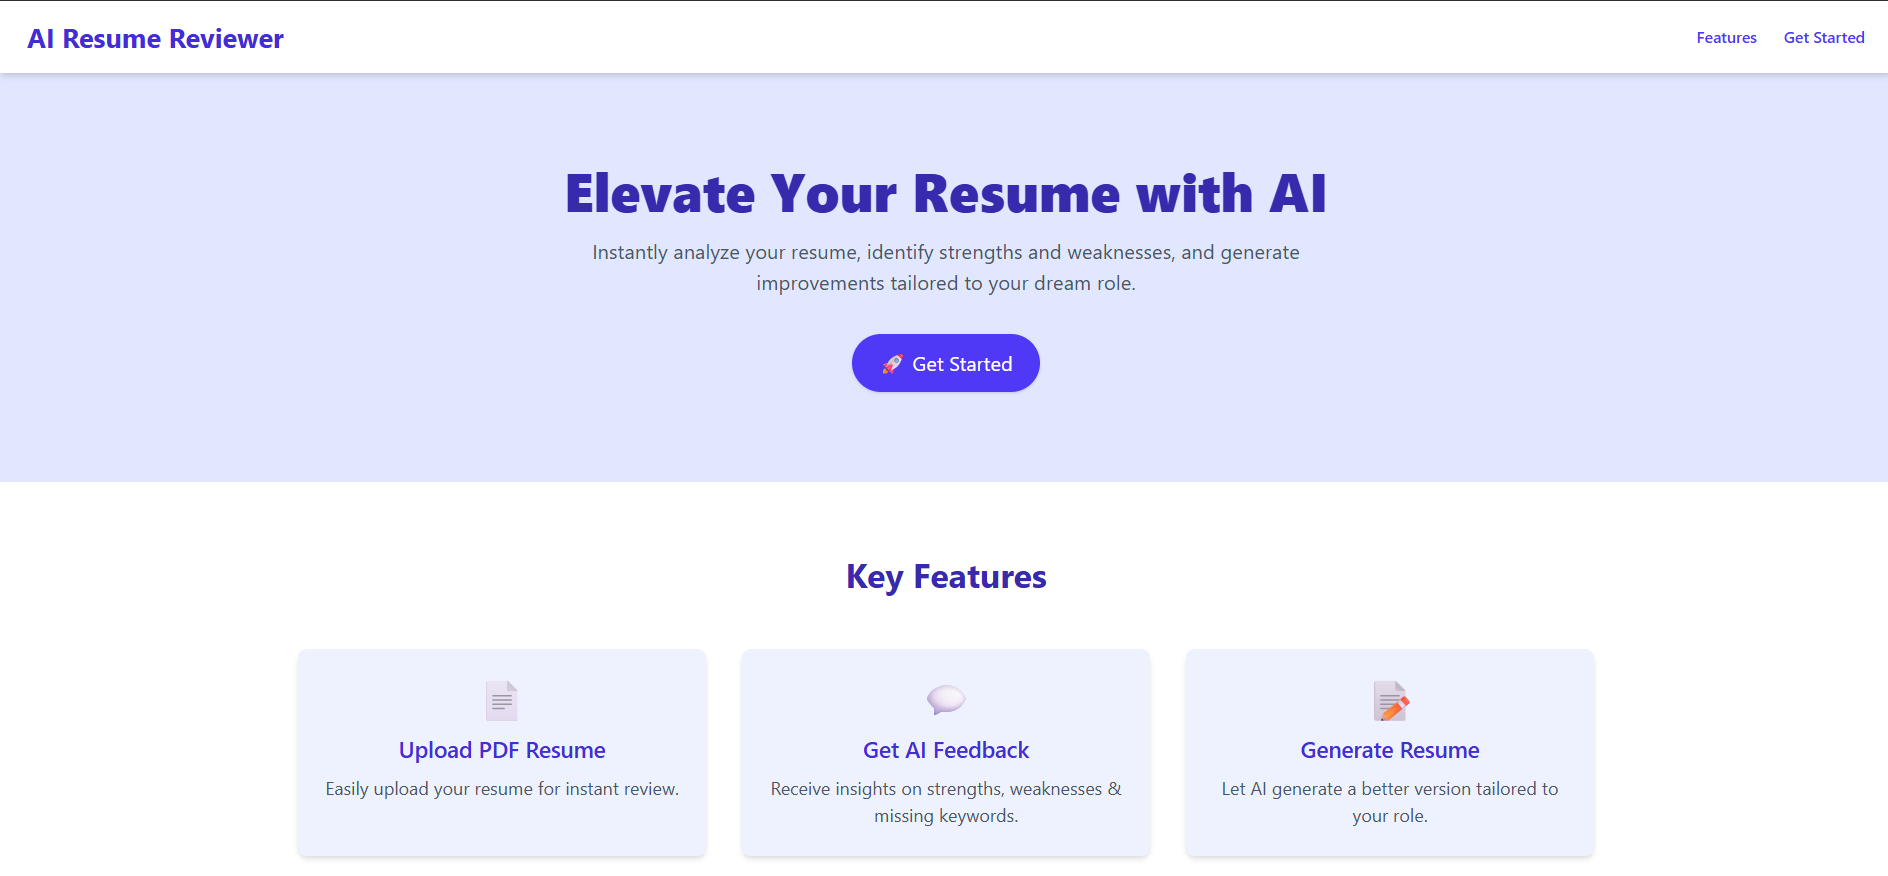 AI Resume Reviewer
Features
Get Started
Elevate Your Resume with AI
Instantly analyze your resume, identify strengths and weaknesses, and generate
improvements tailored to your dream role.
🚀 Get Started
Key Features
Upload PDF Resume
Easily upload your resume for instant review.
Get AI Feedback
Receive insights on strengths, weaknesses &
missing keywords.
Generate Resume
Let AI generate a better version tailored to
your role.